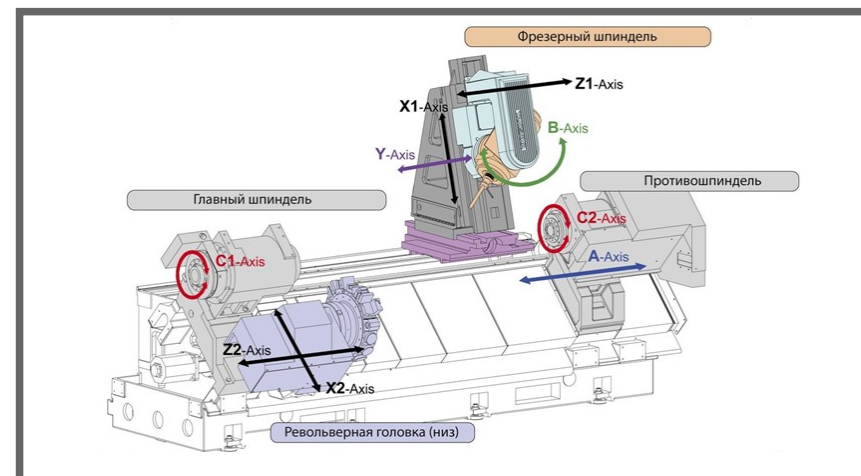 Фрезерный шпиндель
Z1-Axis
X1-Axis
B-Axis
Y-Axis
Противошпиндель
Главный шпиндель
C2-Axis
C1-Axis
A-Axis
Z2-Axis
X2-Axis
Револьверная головка (низ)